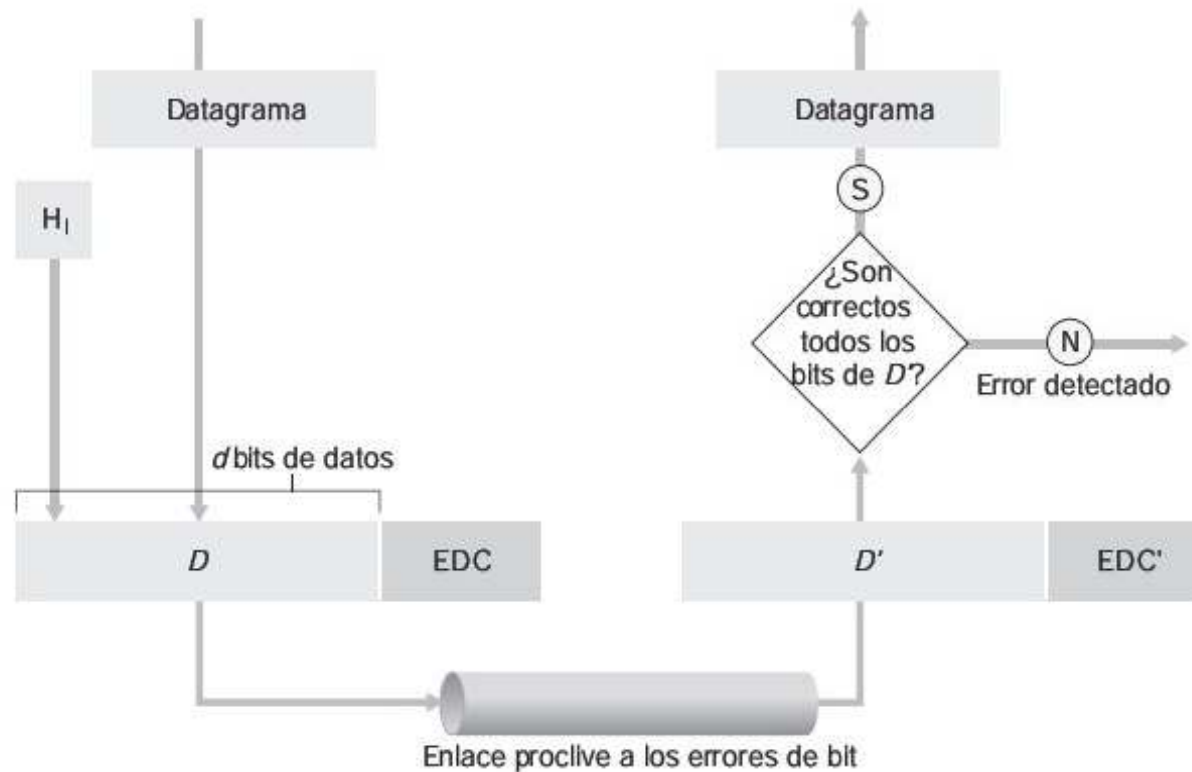 Datagrama
H_l
d bits de datos
D
EDC
Enlace proclive a los errores de bit
Datagrama
S
¿Son
correctos
todos los
bits de D'?
N
Error detectado
D'
EDC'